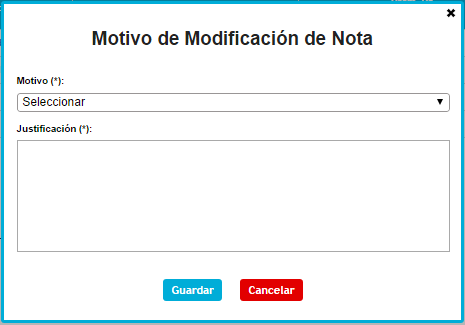 Motivo de Modificación de Nota
Motivo (*):
Seleccionar
Justificación (*):
Guardar
Cancelar